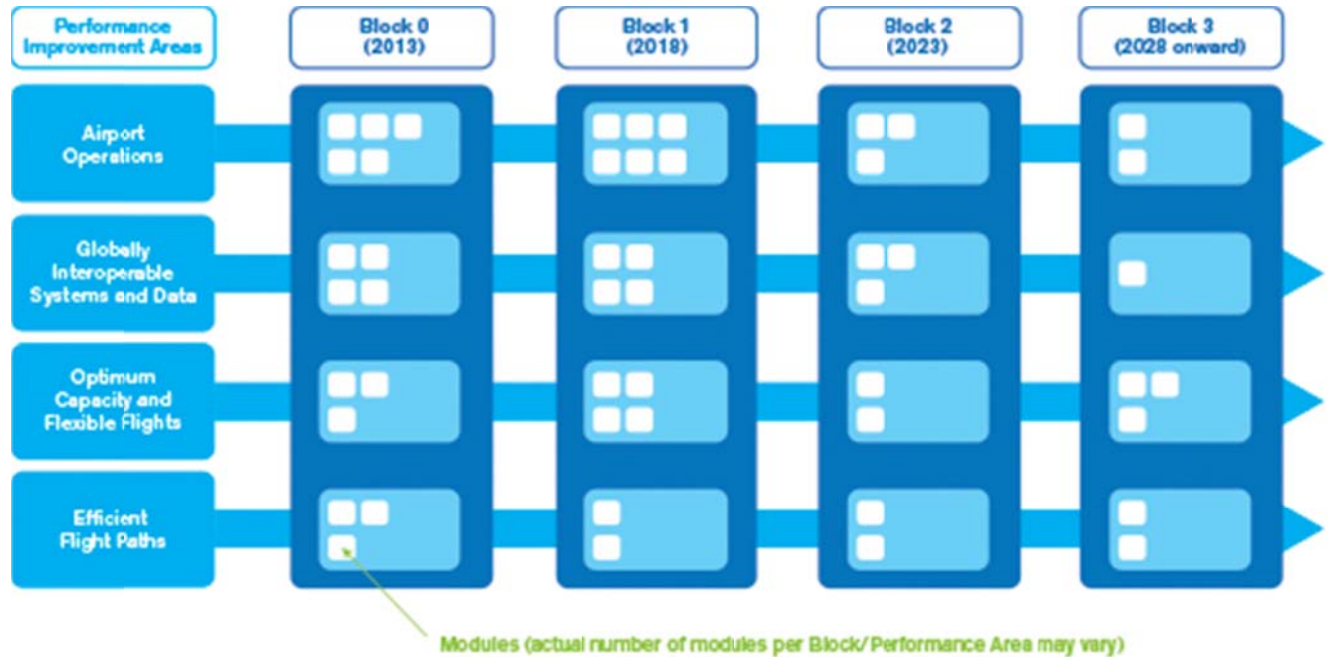 Performance
Improvement Areas
Block 0
(2013)
Block 1
(2018)
Block 2
(2023)
Block 3
(2028 onward)
Airport
Operations
Globally
Interoperable
Systems and Data
Optimum
Capacity and
Flexible Flights
Efficient
Flight Paths
Modules (actual number of modules per Block/Performance Area may vary)